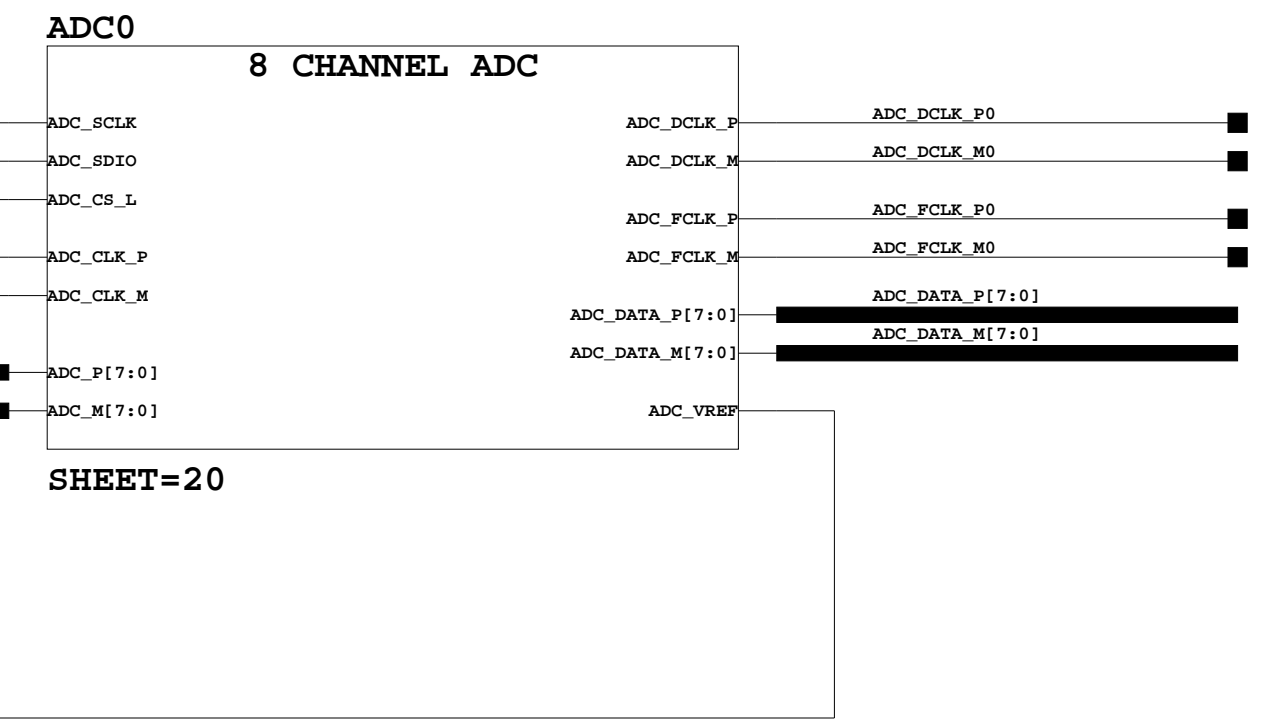 ADC0
8 CHANNEL ADC
ADC_SCLK
ADC_SDIO
ADC_CS_L
ADC_CLK_P
ADC_CLK_M
ADC_P[7:0]
ADC_M[7:0]
ADC_DCLK_P
ADC_DCLK_M
ADC_FCLK_P
ADC_FCLK_M
ADC_DATA_P[7:0]
ADC_DATA_M[7:0]
ADC_VREF
ADC_DCLK_P0
ADC_DCLK_M0
ADC_FCLK_P0
ADC_FCLK_M0
ADC_DATA_P[7:0]
ADC_DATA_M[7:0]
SHEET=20